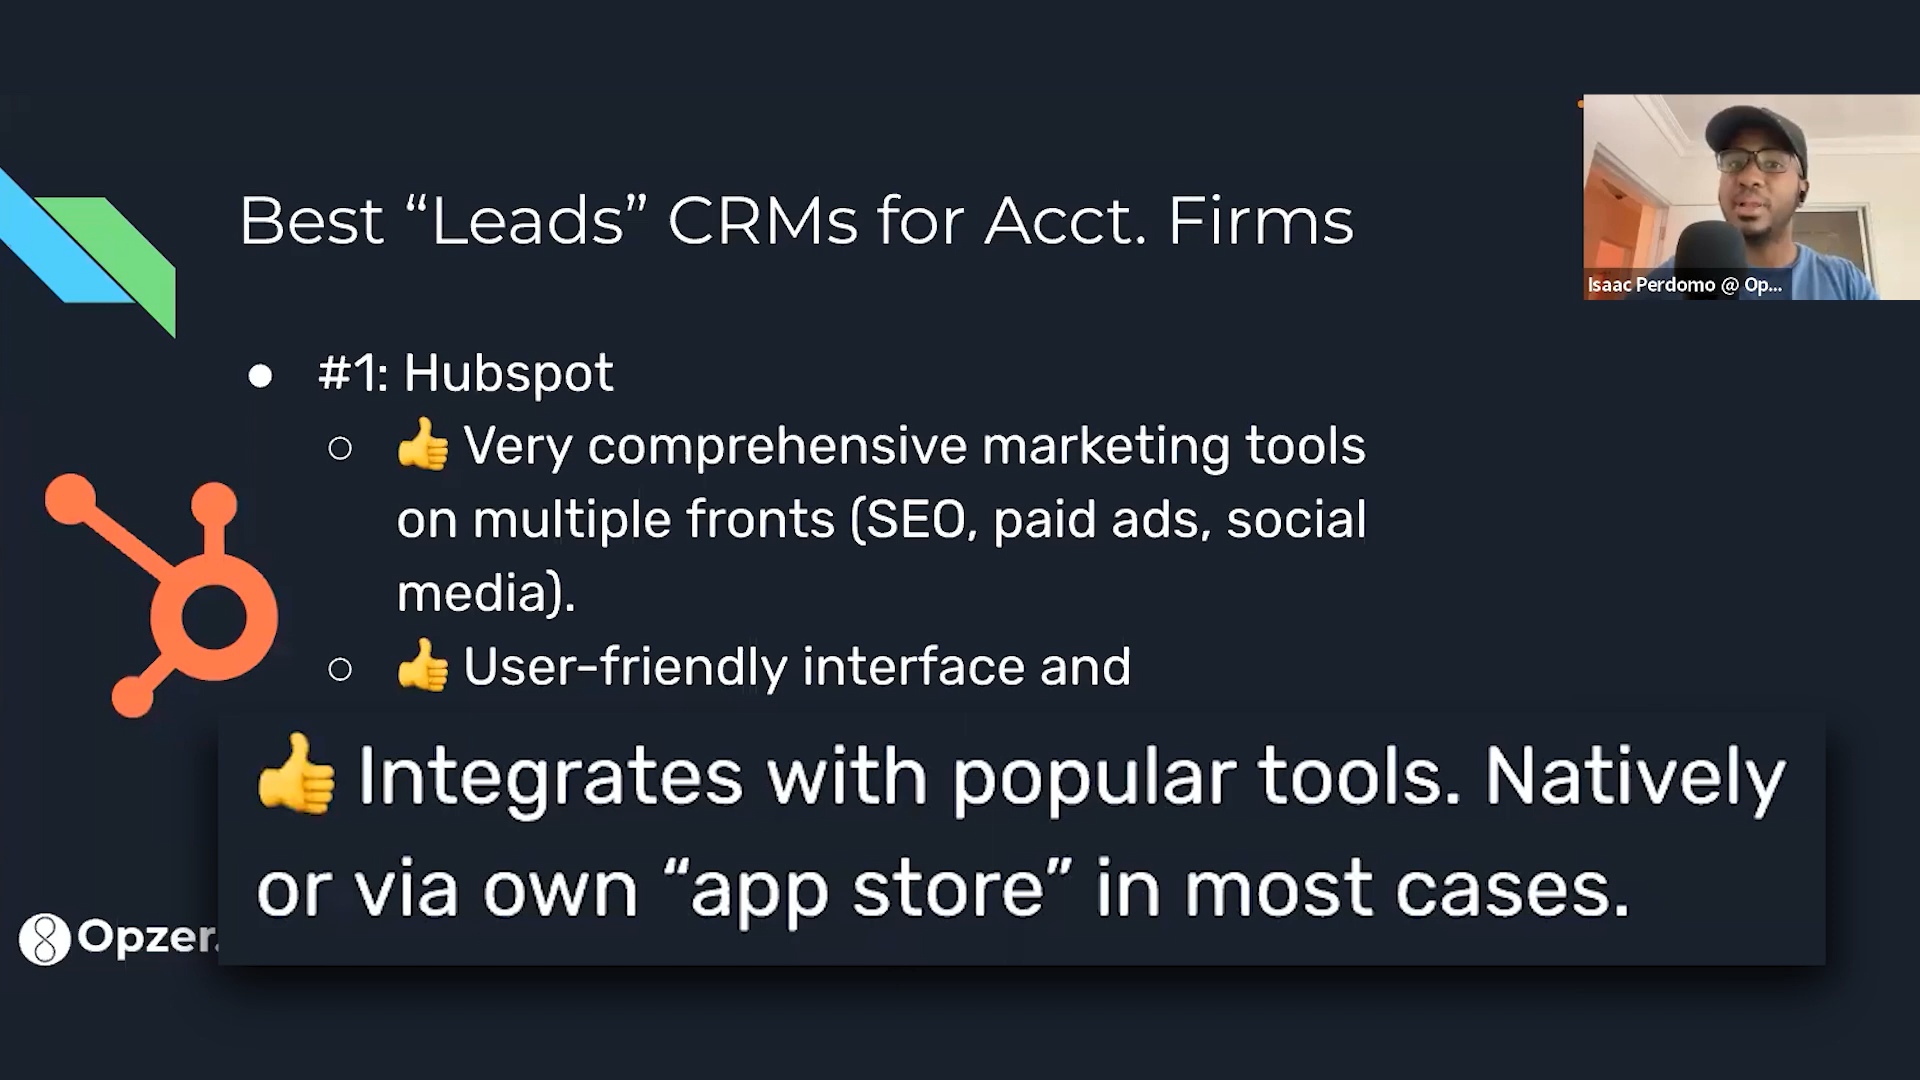 Best “Leads” CRMs for Acct. Firms
Isaac Perdomo @ Op...
#1: Hubspot
👍 Very comprehensive marketing tools
on multiple fronts (SEO, paid ads, social
media).
👍 User-friendly interface and
👍 Integrates with popular tools. Natively
or via own “app store” in most cases.
Opzer.